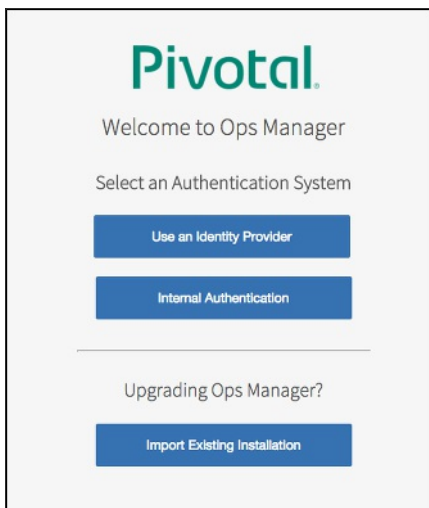 Pivotal.
Welcome to Ops Manager
Select an Authentication System
Use an Identity Provider
Internal Authentication
Upgrading Ops Manager?
Import Existing Installation